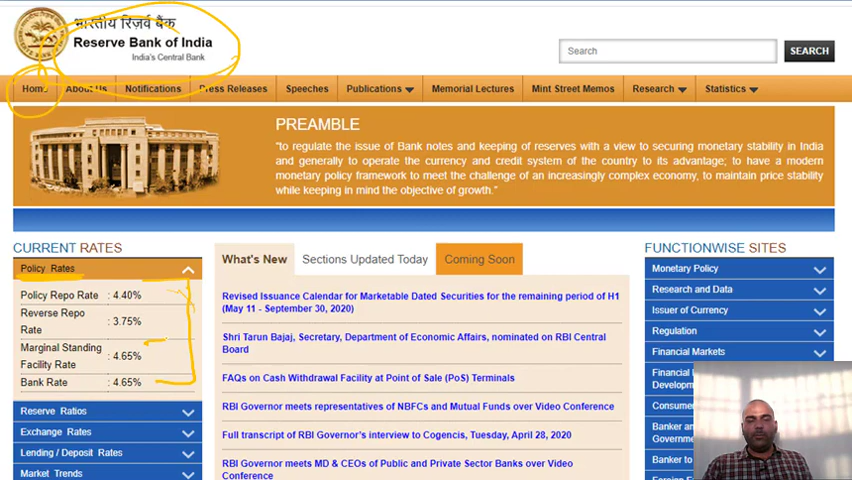 भारतीय रिज़र्व बैंक
Reserve Bank of India
India's Central Bank
Search
SEARCH
Home
About Us
Notifications
Press Releases
Speeches
Publications
Memorial Lectures
Mint Street Memos
Research
Statistics
PREAMBLE
"to regulate the issue of Bank notes and keeping of reserves with a view to securing monetary stability in India
and generally to operate the currency and credit system of the country to its advantage; to have a modern
monetary policy framework to meet the challenge of an increasingly complex economy, to maintain price stability
while keeping in mind the objective of growth."
CURRENT RATES
Policy Rates
Policy Repo Rate : 4.40%
Reverse Repo
Rate : 3.75%
Marginal Standing
Facility Rate : 4.65%
Bank Rate : 4.65%
Reserve Ratios
Exchange Rates
Lending / Deposit Rates
Market Trends
What's New
Sections Updated Today
Coming Soon
Revised Issuance Calendar for Marketable Dated Securities for the remaining period of H1
(May 11 - September 30, 2020)
Shri Tarun Bajaj, Secretary, Department of Economic Affairs, nominated on RBI Central
Board
FAQs on Cash Withdrawal Facility at Point of Sale (PoS) Terminals
RBI Governor meets representatives of NBFCs and Mutual Funds over Video Conference
Full transcript of RBI Governor's interview to Cogencis, Tuesday, April 28, 2020
RBI Governor meets MD & CEOs of Public and Private Sector Banks over Video
Conference
FUNCTIONWISE SITES
Monetary Policy
Research and Data
Issuer of Currency
Regulation
Financial Markets
Financial
Development
Consumer
Banker and
Governme
Banker to